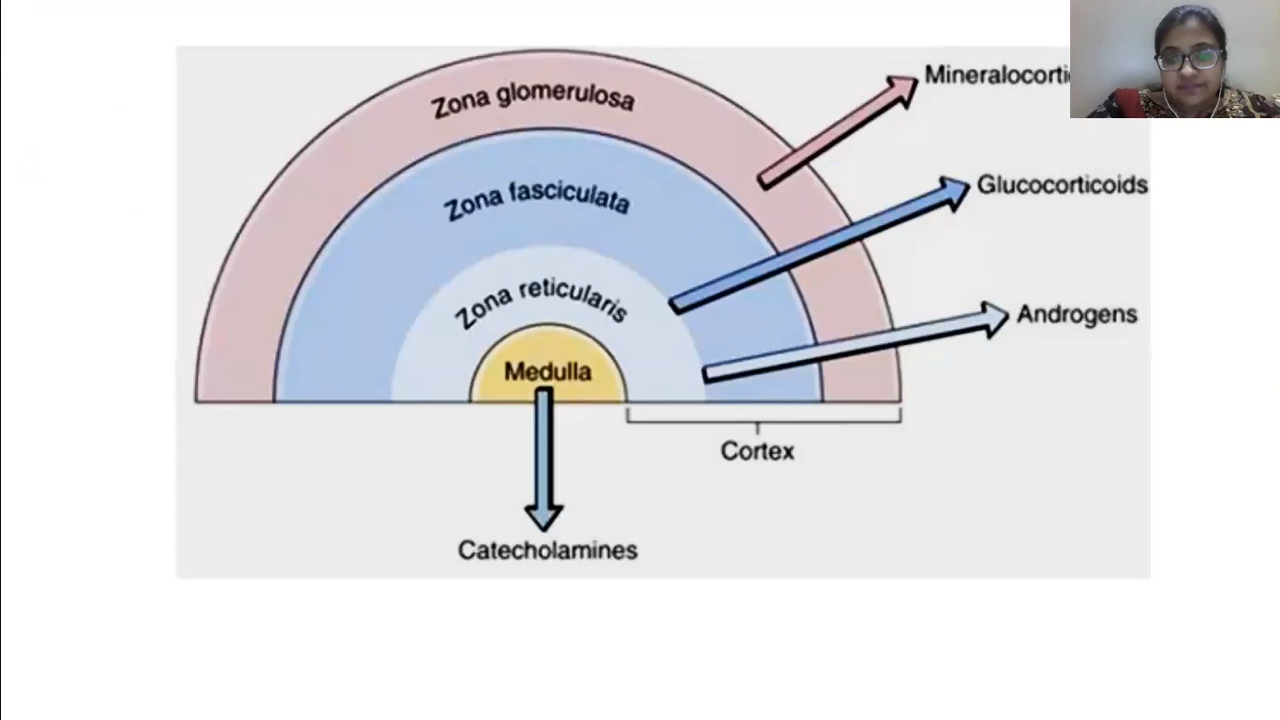 Zona glomerulosa
Zona fasciculata
Zona reticularis
Medulla
Glucocorticoids
Androgens
Cortex
Catecholamines